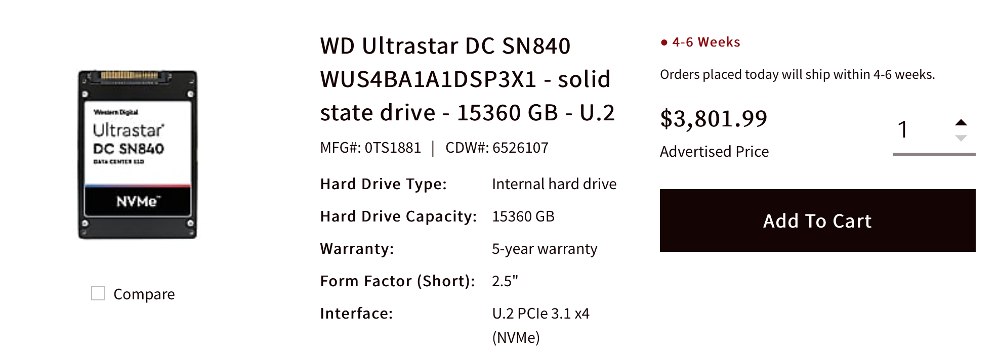 Western Digital
Ultrastar®
DC SN840
DATA CENTER SSD
NVMe™
Compare
WD Ultrastar DC SN840
WUS4BA1A1DSP3X1 - solid
state drive - 15360 GB - U.2
MFG#: 0TS1881 | CDW#: 6526107
Hard Drive Type: Internal hard drive
Hard Drive Capacity: 15360 GB
Warranty: 5-year warranty
Form Factor (Short): 2.5"
Interface: U.2 PCIe 3.1 x4
(NVMe)
• 4-6 Weeks
Orders placed today will ship within 4-6 weeks.
$3,801.99
1
Advertised Price
Add To Cart